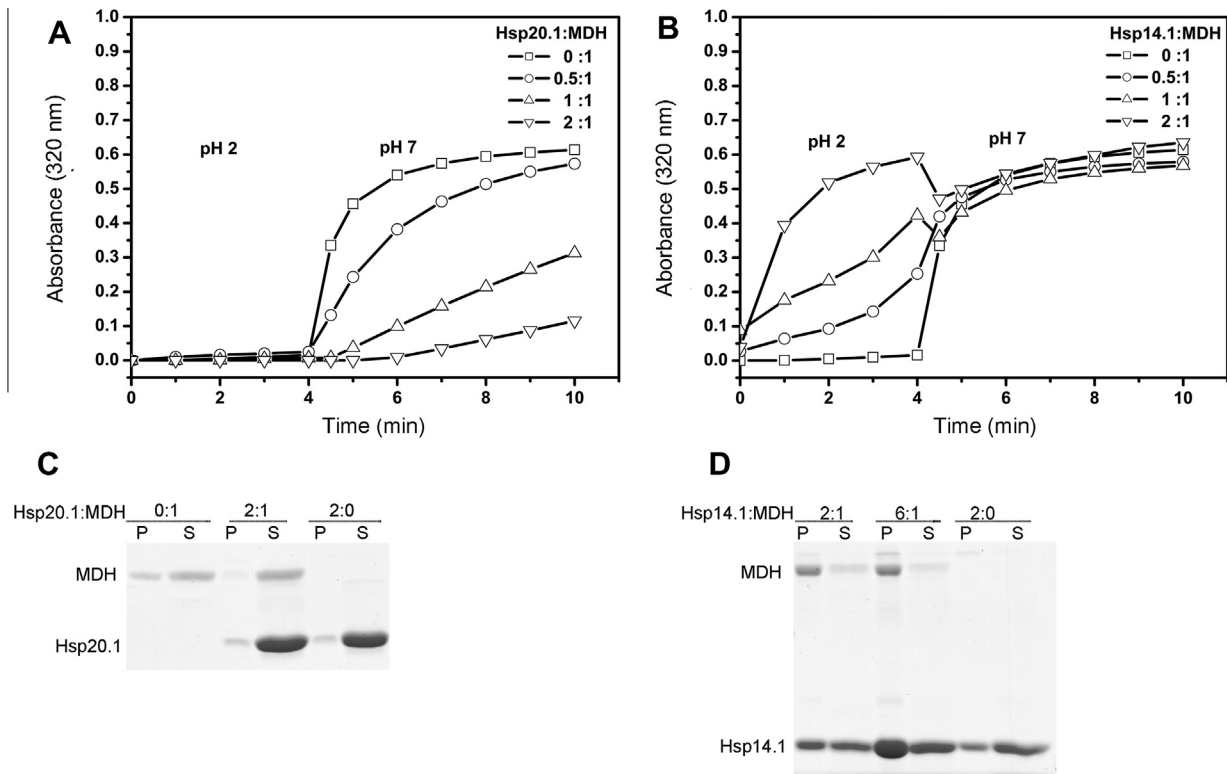 A
Hsp20.1:MDH
0 :1
0.5:1
1 :1
2 :1
pH 2
pH 7
1.0
0.9
0.8
0.7
0.6
0.5
0.4
0.3
0.2
0.1
0.0
Absorbance (320 nm)
0 2 4 6 8 10
Time (min)
B
Hsp14.1:MDH
0 :1
0.5:1
1 :1
2 :1
pH 2
pH 7
1.0
0.9
0.8
0.7
0.6
0.5
0.4
0.3
0.2
0.1
0.0
Absorbance (320 nm)
0 2 4 6 8 10
Time (min)
C
Hsp20.1:MDH 0:1 2:1 2:0
P S P S P S
MDH
Hsp20.1
D
Hsp14.1:MDH 2:1 6:1 2:0
P S P S P S
MDH
Hsp14.1